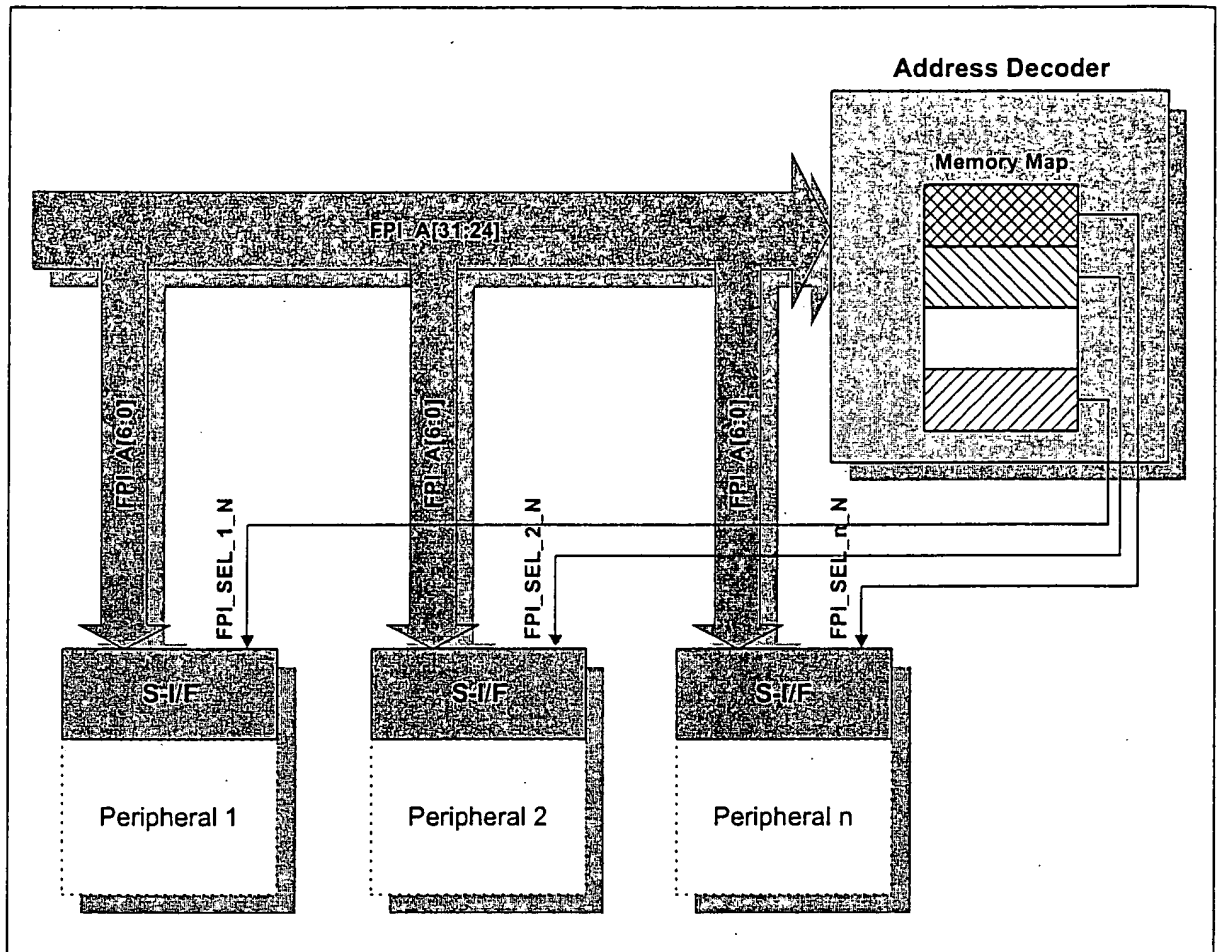 Address Decoder
Memory Map
FPI_A[31:24]
FPI_A[6:0]
FPI_A[6:0]
FPI_A[6:0]
FPI_SEL_1_N
FPI_SEL_2_N
FPI_SEL_n_N
S-I/F
S-I/F
S-I/F
Peripheral 1
Peripheral 2
Peripheral n